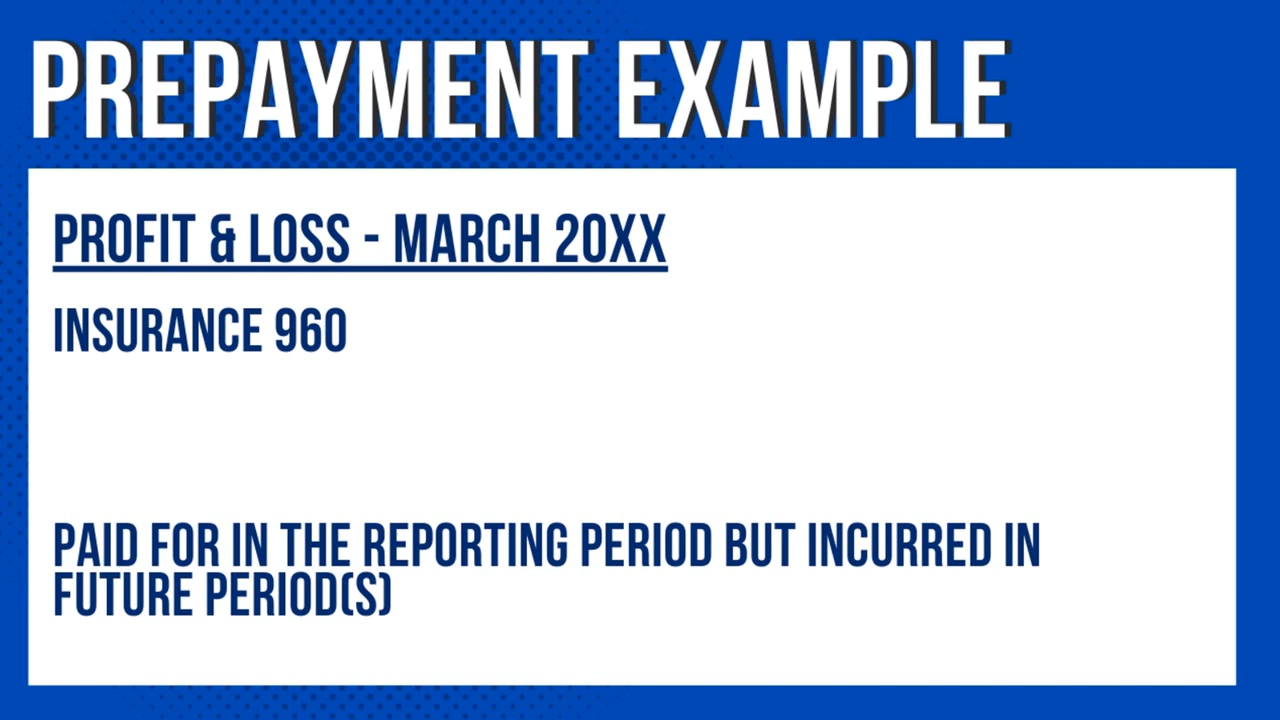 PREPAYMENT EXAMPLE
PROFIT & LOSS - MARCH 20XX
INSURANCE 960
PAID FOR IN THE REPORTING PERIOD BUT INCURRED IN
FUTURE PERIOD(S)